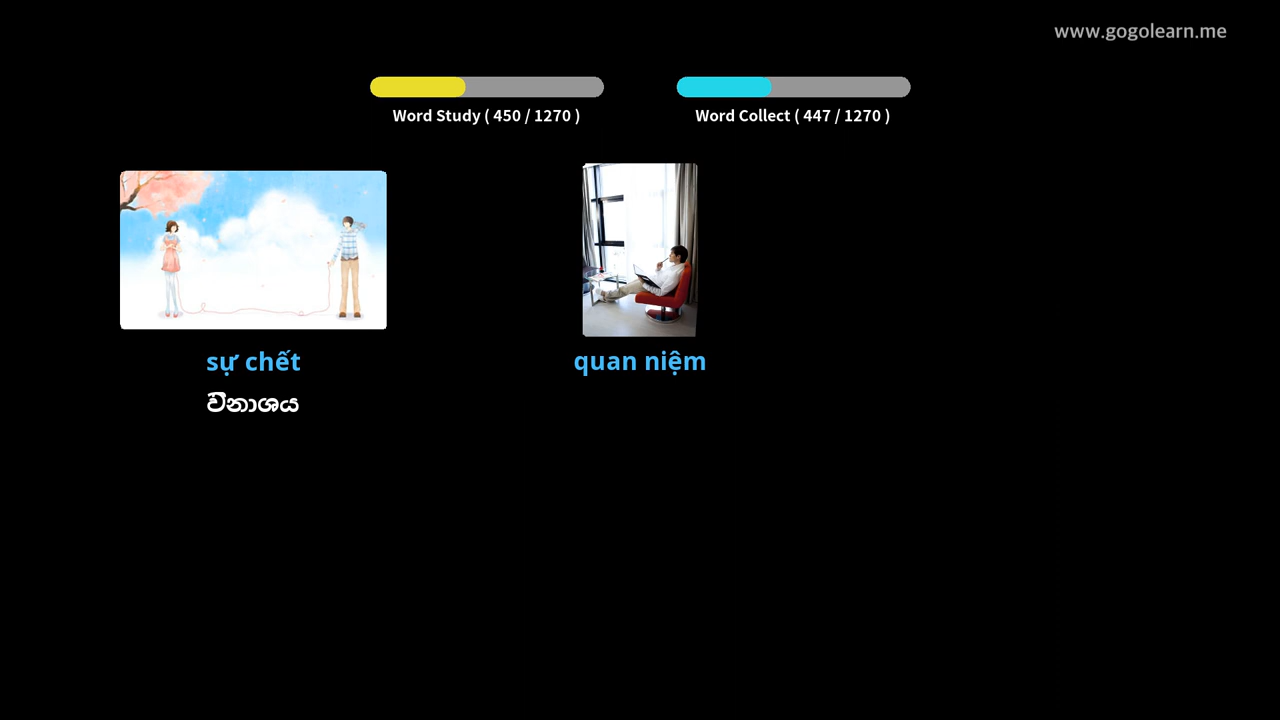 www.gogolearn.me
Word Study ( 450 / 1270 )
Word Collect ( 447 / 1270 )
sự chết
quan niệm
විනාශය